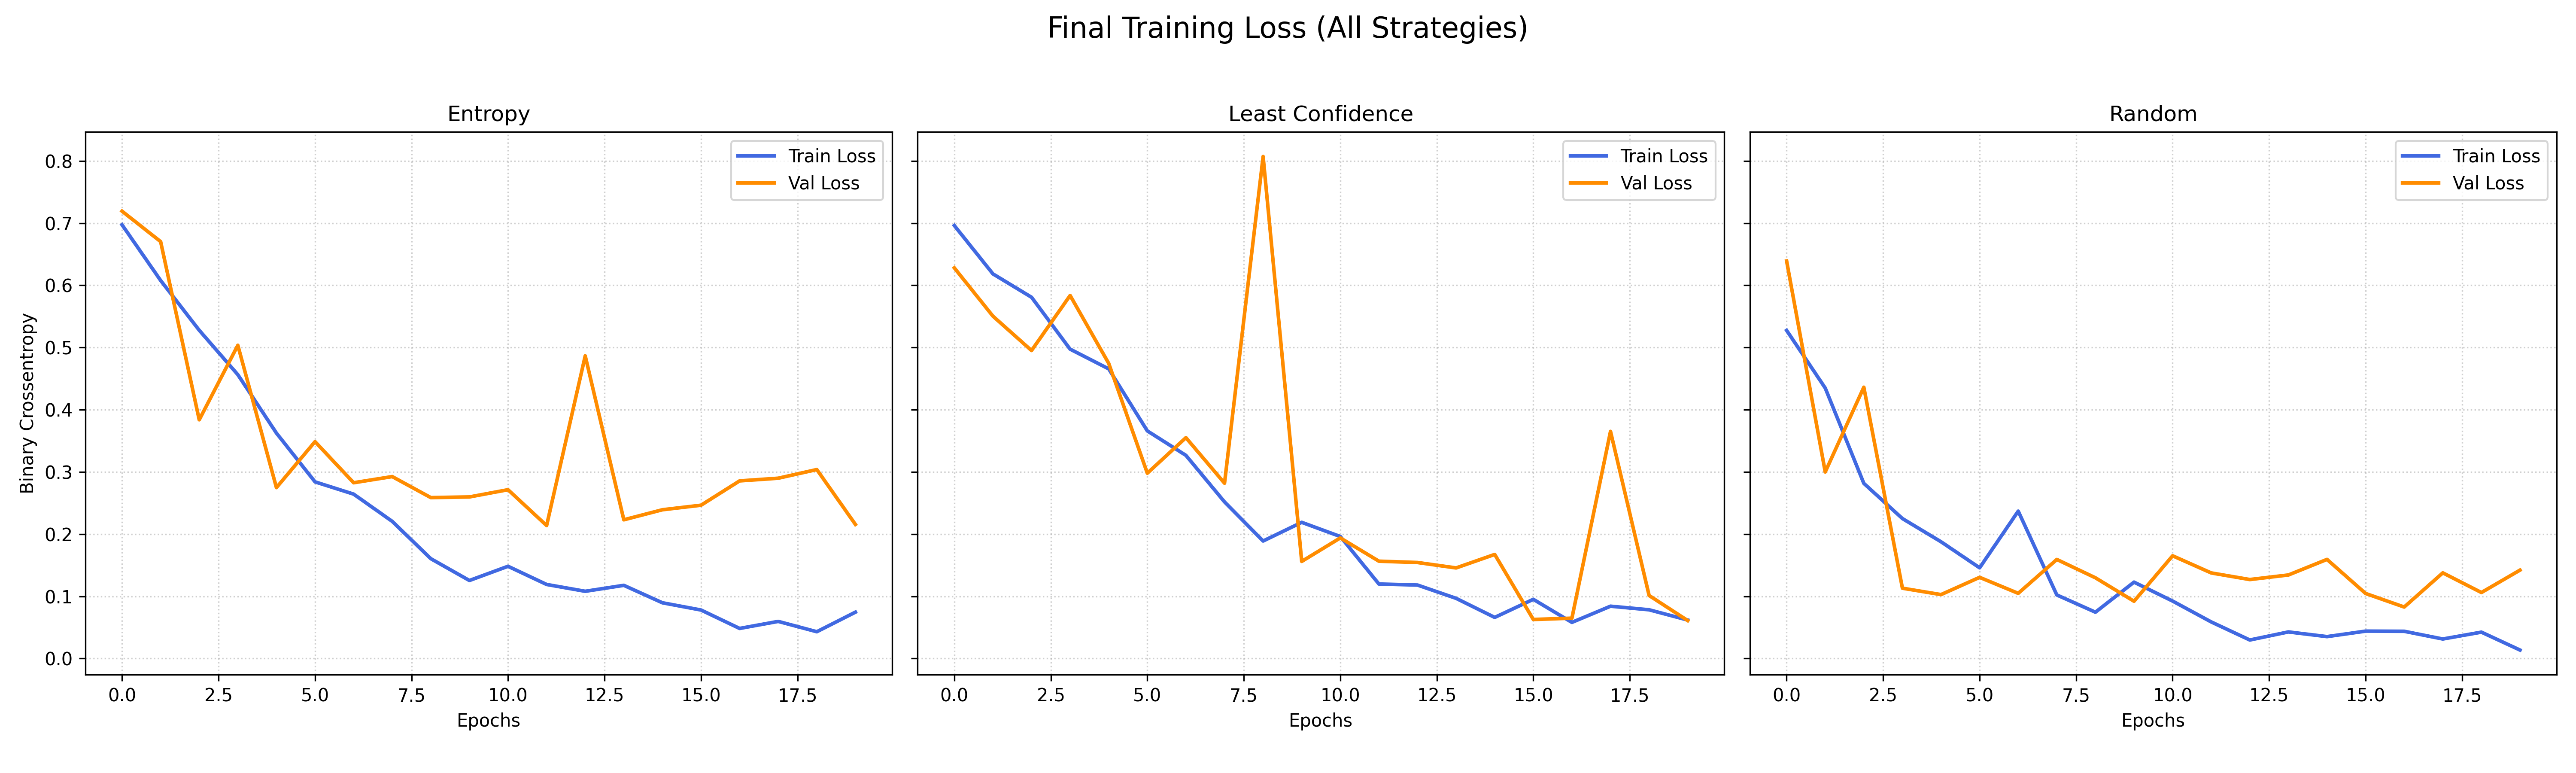 Final Training Loss (All Strategies)
Entropy
Train Loss
Val Loss
Binary Crossentropy
0.8
0.7
0.6
0.5
0.4
0.3
0.2
0.1
0.0
0.0 2.5 5.0 7.5 10.0 12.5 15.0 17.5
Epochs
Least Confidence
Train Loss
Val Loss
0.0 2.5 5.0 7.5 10.0 12.5 15.0 17.5
Epochs
Random
Train Loss
Val Loss
0.0 2.5 5.0 7.5 10.0 12.5 15.0 17.5
Epochs